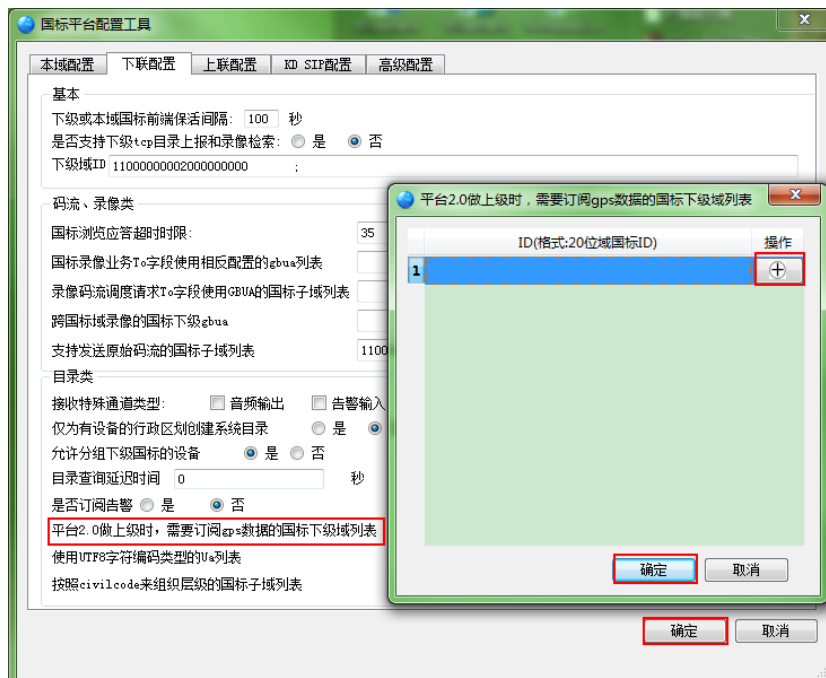 国标平台配置工具
本域配置 下联配置 上联配置 KD SIP配置 高级配置
基本
下级或本域国标前端保活间隔: 100 秒
是否支持下级tcp目录上报和录像检索: 是 否
下级域ID 11000000002000000000 ;
码流、录像类
国标浏览应答超时时限: 35
国标录像业务To字段使用相反配置的gbua列表
录像码流调度请求To字段使用GBUA的国标子域列表
跨国标域录像的国标下级gbua
支持发送原始码流的国标子域列表 1100
目录类
接收特殊通道类型: 音频输出 告警输入
仅为有设备的行政区划创建系统目录 是
允许分组下级国标的设备 是 否
目录查询延迟时间 0 秒
是否订阅告警 是 否
平台2.0做上级时，需要订阅gps数据的国标下级域列表
使用UTF8字符编码类型的Ua列表
按照civilcode来组织层级的国标子域列表
确定 取消
平台2.0做上级时，需要订阅gps数据的国标下级域列表
ID(格式:20位域国标ID) 操作
1
确定 取消